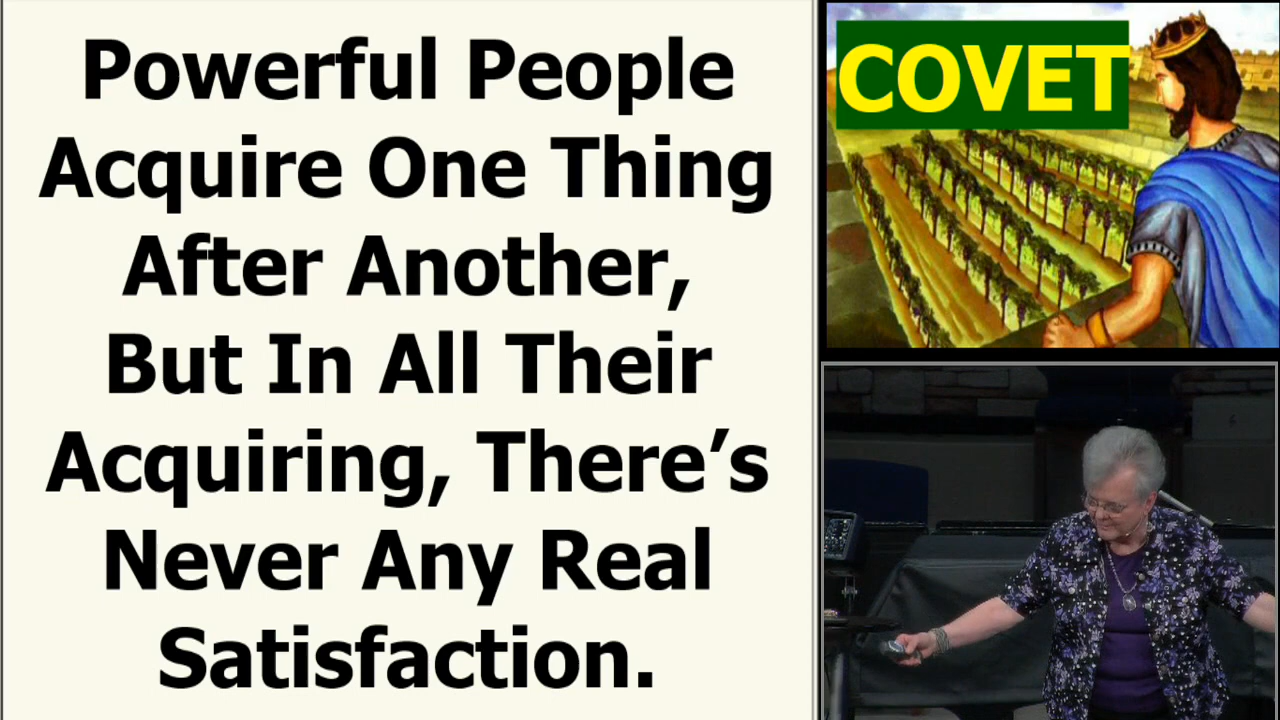 Powerful People
Acquire One Thing
After Another,
But In All Their
Acquiring, There’s
Never Any Real
Satisfaction.
COVET